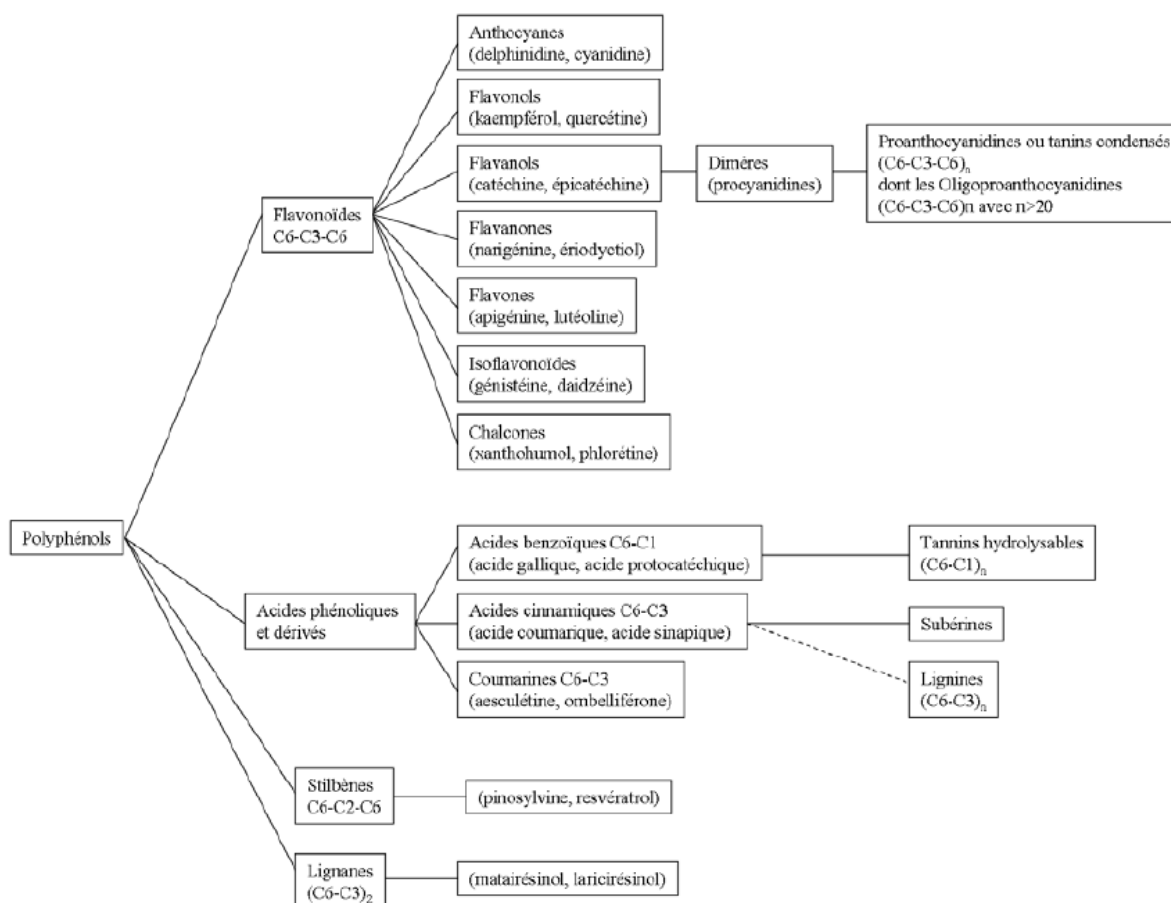 Anthocyanes
(delphinidine, cyanidine)
Flavonols
(kaempférol, quercétine)
Flavanols
(catéchine, épicatéchine)
Dimères
(procyanidines)
Proanthocyanidines ou tanins condensés
(C6-C3-C6)n
dont les Oligoproanthocyanidines
(C6-C3-C6)n avec n>20
Flavonoïdes
C6-C3-C6
Flavanones
(narigénine, ériodyctiol)
Flavones
(apigénine, lutéoline)
Isoflavonoïdes
(génistéine, daidzéine)
Chalcones
(xanthohumol, phlorétine)
Polyphénols
Acides benzoïques C6-C1
(acide gallique, acide protocatéchique)
Tannins hydrolysables
(C6-C1)n
Acides phénoliques
et dérivés
Acides cinnamiques C6-C3
(acide coumarique, acide sinapique)
Subérines
Coumarines C6-C3
(aesculétine, ombelliférone)
Lignines
(C6-C3)n
Stilbènes
C6-C2-C6
(pinosylvine, resvératrol)
Lignanes
(C6-C3)2
(matairésinol, laricirésinol)